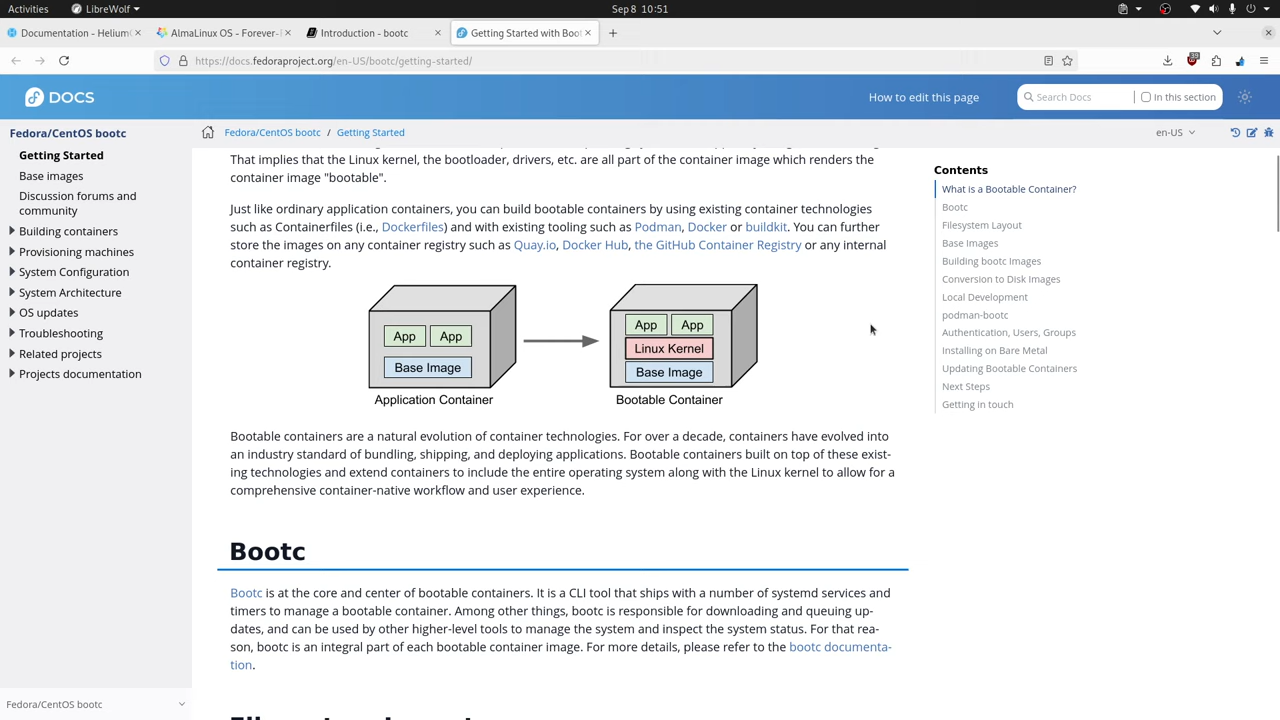 Activities
LibreWolf
Sep 8 10:51
Documentation - HeliumC
AlmaLinux OS - Forever-
Introduction - bootc
Getting Started with Boot
https://docs.fedoraproject.org/en-US/bootc/getting-started/
39
DOCS
How to edit this page
Search Docs
In this section
Fedora/CentOS bootc
Fedora/CentOS bootc / Getting Started
en-US
Getting Started
Base images
Discussion forums and
community
Building containers
Provisioning machines
System Configuration
System Architecture
OS updates
Troubleshooting
Related projects
Projects documentation
Fedora/CentOS bootc
That implies that the Linux kernel, the bootloader, drivers, etc. are all part of the container image which renders the
container image "bootable".
Just like ordinary application containers, you can build bootable containers by using existing container technologies
such as Containerfiles (i.e., Dockerfiles) and with existing tooling such as Podman, Docker or buildkit. You can further
store the images on any container registry such as Quay.io, Docker Hub, the GitHub Container Registry or any internal
container registry.
App App
Base Image
Application Container
App App
Linux Kernel
Base Image
Bootable Container
Bootable containers are a natural evolution of container technologies. For over a decade, containers have evolved into
an industry standard of bundling, shipping, and deploying applications. Bootable containers built on top of these exist-
ing technologies and extend containers to include the entire operating system along with the Linux kernel to allow for a
comprehensive container-native workflow and user experience.
Bootc
Bootc is at the core and center of bootable containers. It is a CLI tool that ships with a number of systemd services and
timers to manage a bootable container. Among other things, bootc is responsible for downloading and queuing up-
dates, and can be used by other higher-level tools to manage the system and inspect the system status. For that rea-
son, bootc is an integral part of each bootable container image. For more details, please refer to the bootc documenta-
tion.
Contents
What is a Bootable Container?
Bootc
Filesystem Layout
Base Images
Building bootc Images
Conversion to Disk Images
Local Development
podman-bootc
Authentication, Users, Groups
Installing on Bare Metal
Updating Bootable Containers
Next Steps
Getting in touch